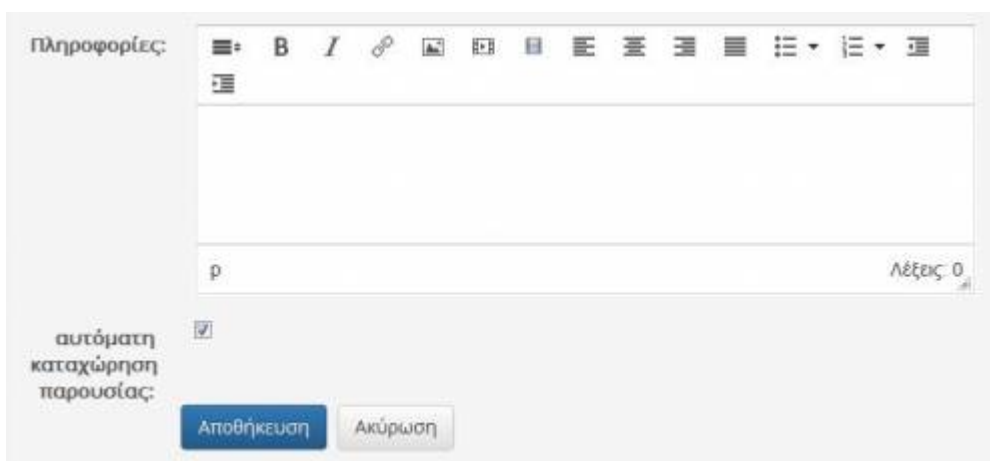 Πληροφορίες:
B I
p Λέξεις: 0
αυτόματη
καταχώρηση
παρουσίας:
Αποθήκευση Ακύρωση